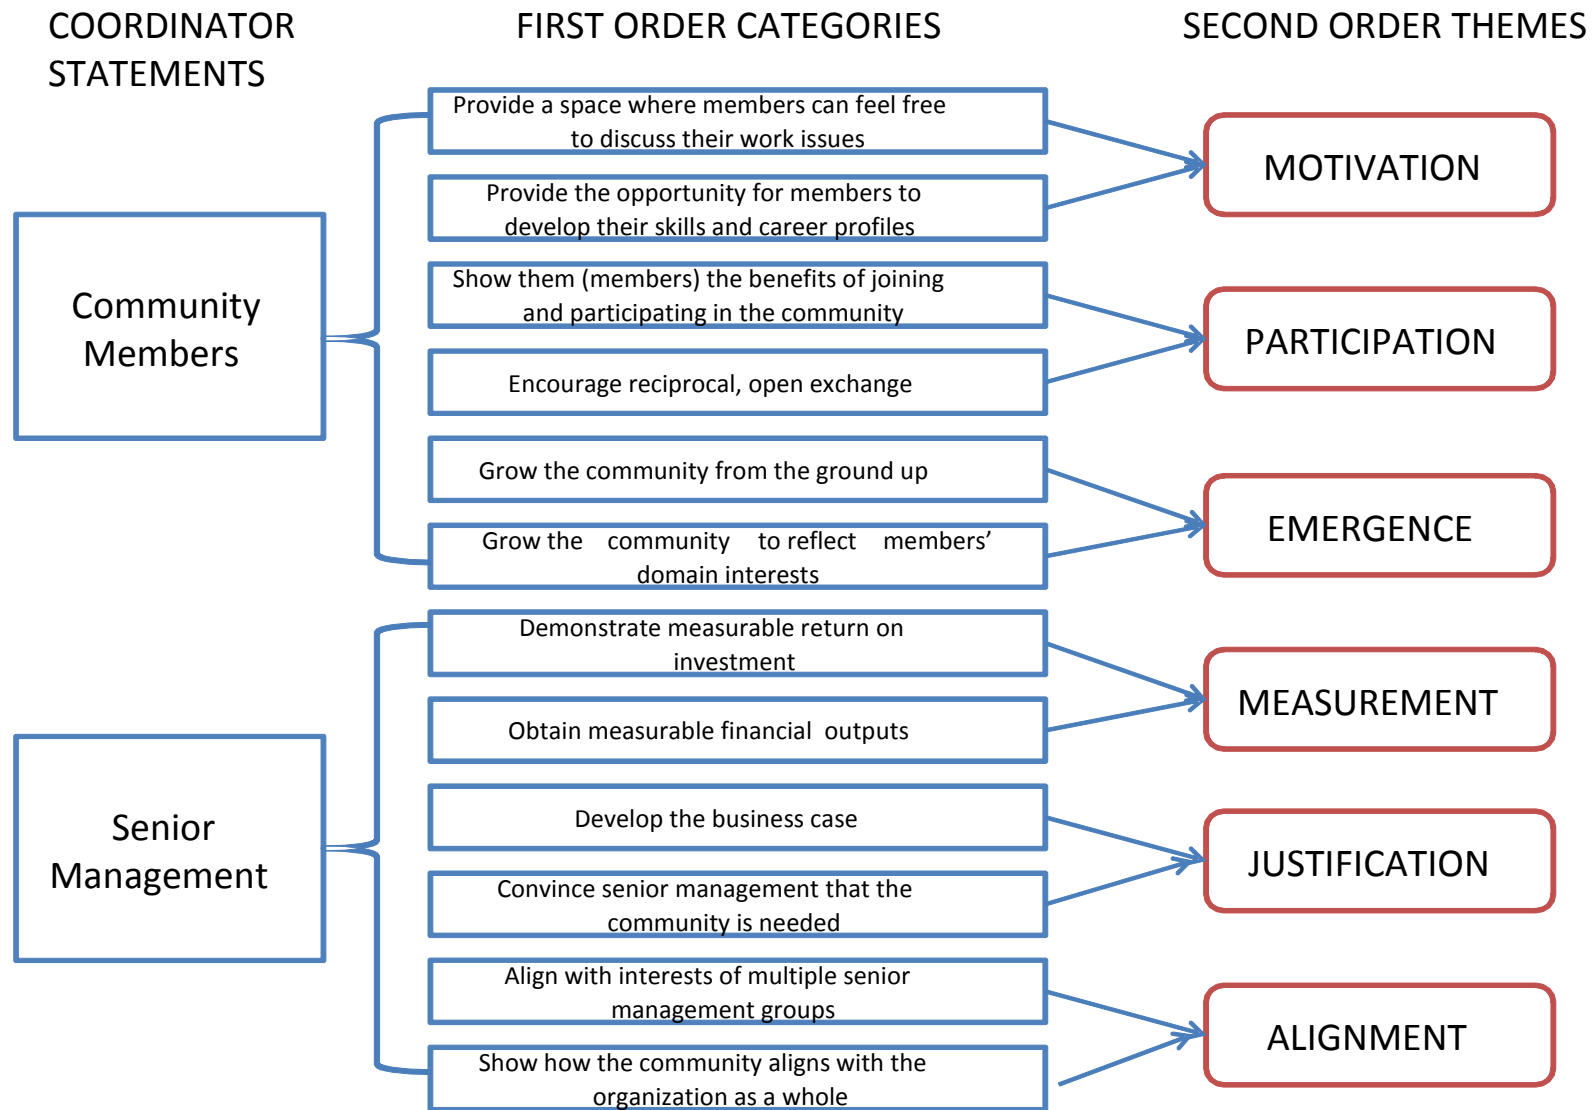 COORDINATOR
STATEMENTS
FIRST ORDER CATEGORIES
SECOND ORDER THEMES
Community
Members
Provide a space where members can feel free
to discuss their work issues
Provide the opportunity for members to
develop their skills and career profiles
MOTIVATION
Show them (members) the benefits of joining
and participating in the community
Encourage reciprocal, open exchange
PARTICIPATION
Grow the community from the ground up
Grow the community to reflect members’
domain interests
EMERGENCE
Senior
Management
Demonstrate measurable return on
investment
Obtain measurable financial outputs
MEASUREMENT
Develop the business case
Convince senior management that the
community is needed
JUSTIFICATION
Align with interests of multiple senior
management groups
Show how the community aligns with the
organization as a whole
ALIGNMENT